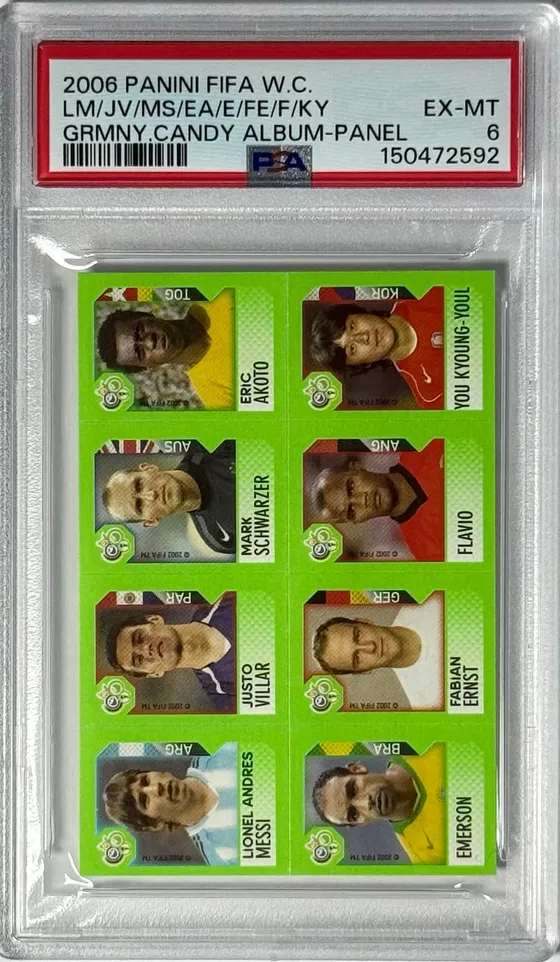 2006 PANINI FIFA W.C.
LM/JV/MS/EA/E/FE/F/KY EX-MT
GRMNY.CANDY ALBUM-PANEL 6
PSA 150472592
TOG
ERIC
AKOTO
© 2002 FIFA TM
KOR
YOU KYOUNG-YOUL
© 2002 FIFA TM
AUS
MARK
SCHWARZER
© 2002 FIFA TM
ANG
FLAVIO
© 2002 FIFA TM
PAR
JUSTO
VILLAR
© 2002 FIFA TM
GER
FABIAN
ERNST
© 2002 FIFA TM
ARG
LIONEL ANDRES
MESSI
© 2002 FIFA TM
BRA
EMERSON
© 2002 FIFA TM